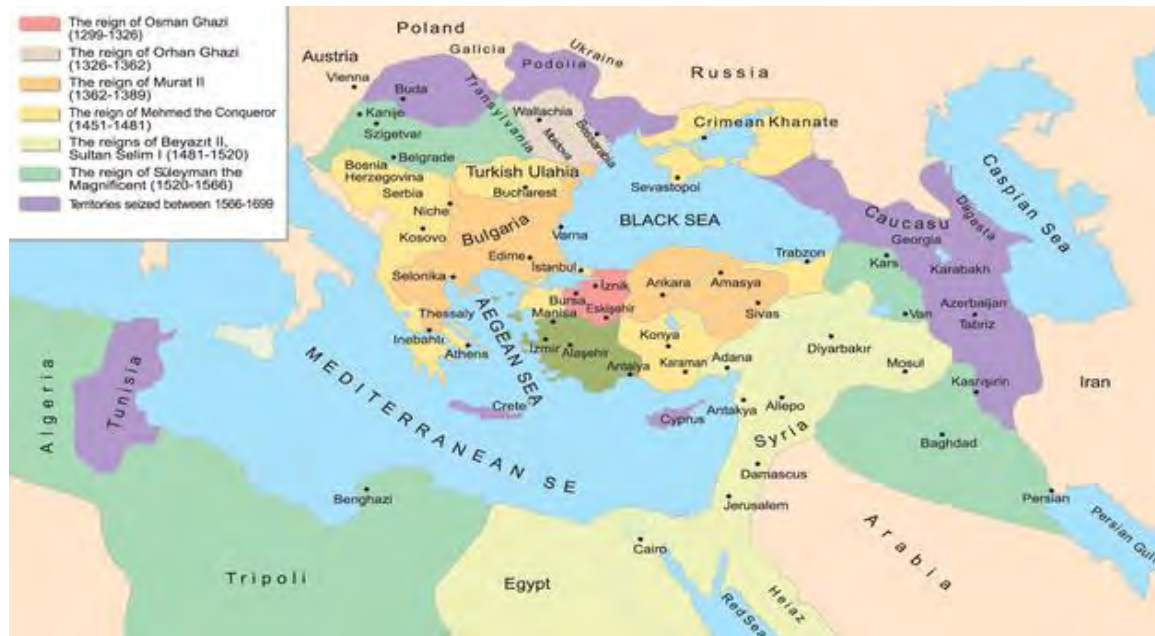 The reign of Osman Ghazi
(1299-1326)
The reign of Orhan Ghazi
(1326-1362)
The reign of Murat II
(1362-1389)
The reign of Mehmed the Conqueror
(1451-1481)
The reigns of Beyazıt II,
Sultan Selim I (1481-1520)
The reign of Süleyman the
Magnificent (1520-1566)
Territories seized between 1566-1699
Poland
Galicia
Ukraine
Austria
Podolia
Russia
Vienna
Transylvania
Buda
Wallachia
Kanije
Szigetvar
Moldova
Besarabia
Crimean Khanate
Belgrade
Bosnia
Herzegovina
Turkish Ulahia
Serbia
Bucharest
Sevastopol
Caspian Sea
Niche
BLACK SEA
Caucasu
Dagesta
Kosovo
Bulgaria
Varna
Georgia
Edirne
Trabzon
Kars
Karabakh
Selonika
İstanbul
İznik
Ankara
Amasya
Bursa
Eskişehir
Sivas
Azerbaijan
Tabriz
Thessaly
AEGEAN SEA
Manisa
Van
Inebahtı
Athens
İzmir
Alaşehir
Konya
Diyarbakır
Antalya
Karaman
Adana
Mosul
Kasrışirin
Iran
Algeria
Tunisia
MEDITERRANEAN SE
Crete
Cyprus
Antakya
Allepo
Syria
Baghdad
Damascus
Benghazi
Jerusalem
Persian
Persian Gulf
Arabia
Cairo
Tripoli
Egypt
Red Sea
Hejaz